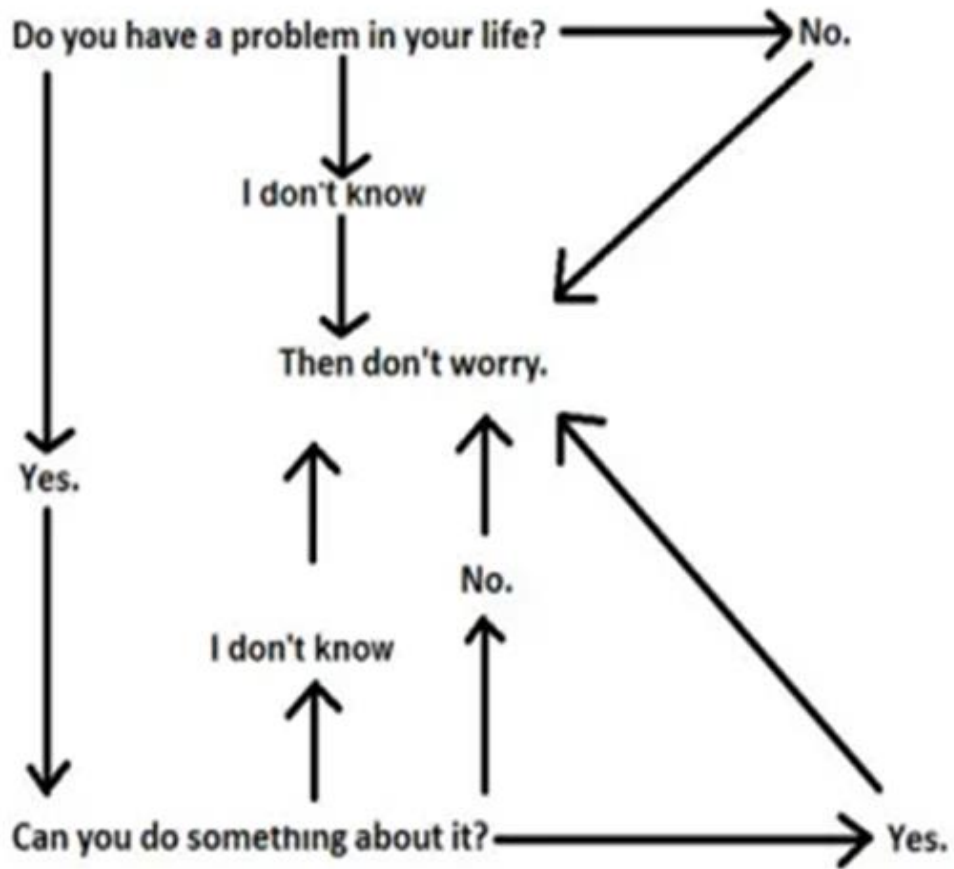 Do you have a problem in your life?
No.
I don't know
Then don't worry.
Yes.
No.
I don't know
Can you do something about it?
Yes.